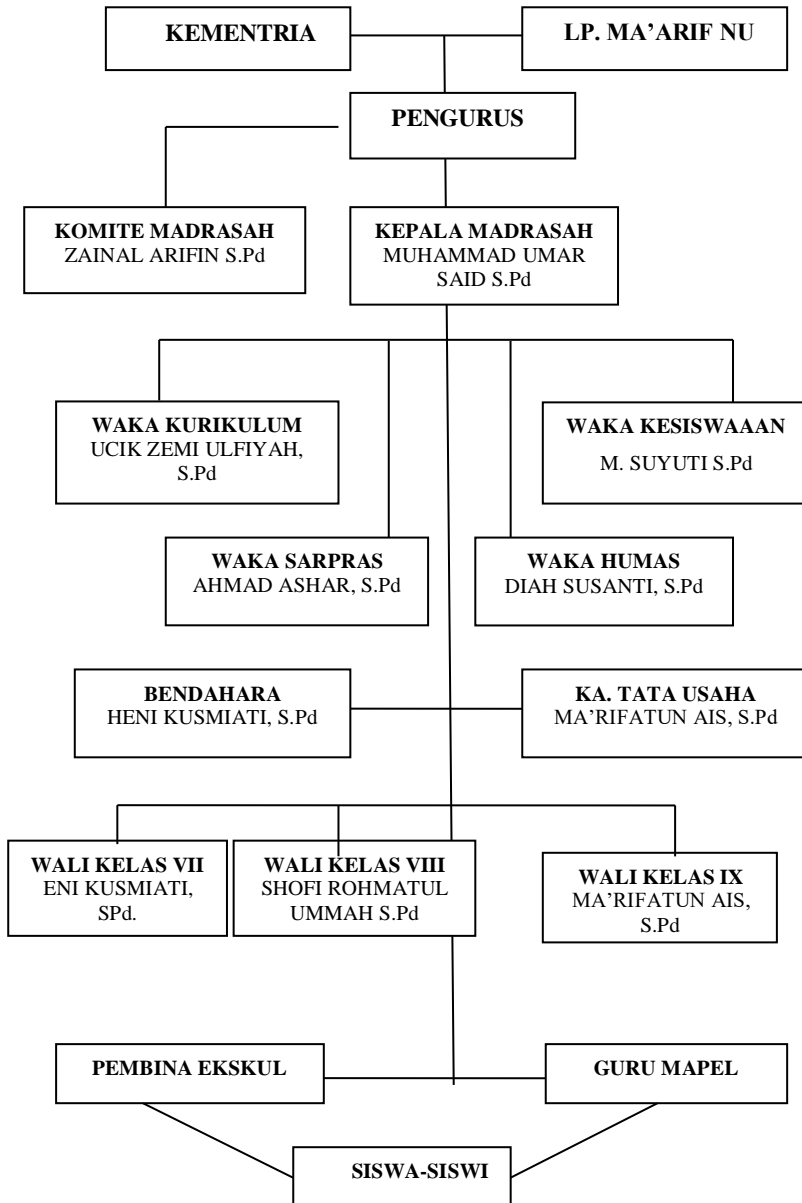 KEMENTRIA
LP. MA’ARIF NU
PENGURUS
KOMITE MADRASAH
ZAINAL ARIFIN S.Pd
KEPALA MADRASAH
MUHAMMAD UMAR
SAID S.Pd
WAKA KURIKULUM
UCIK ZEMI ULFIYAH,
S.Pd
WAKA KESISWAAAN
M. SUYUTI S.Pd
WAKA SARPRAS
AHMAD ASHAR, S.Pd
WAKA HUMAS
DIAH SUSANTI, S.Pd
BENDAHARA
HENI KUSMIATI, S.Pd
KA. TATA USAHA
MA’RIFATUN AIS, S.Pd
WALI KELAS VII
ENI KUSMIATI,
SPd.
WALI KELAS VIII
SHOFI ROHMATUL
UMMAH S.Pd
WALI KELAS IX
MA’RIFATUN AIS,
S.Pd
PEMBINA EKSKUL
GURU MAPEL
SISWA-SISWI